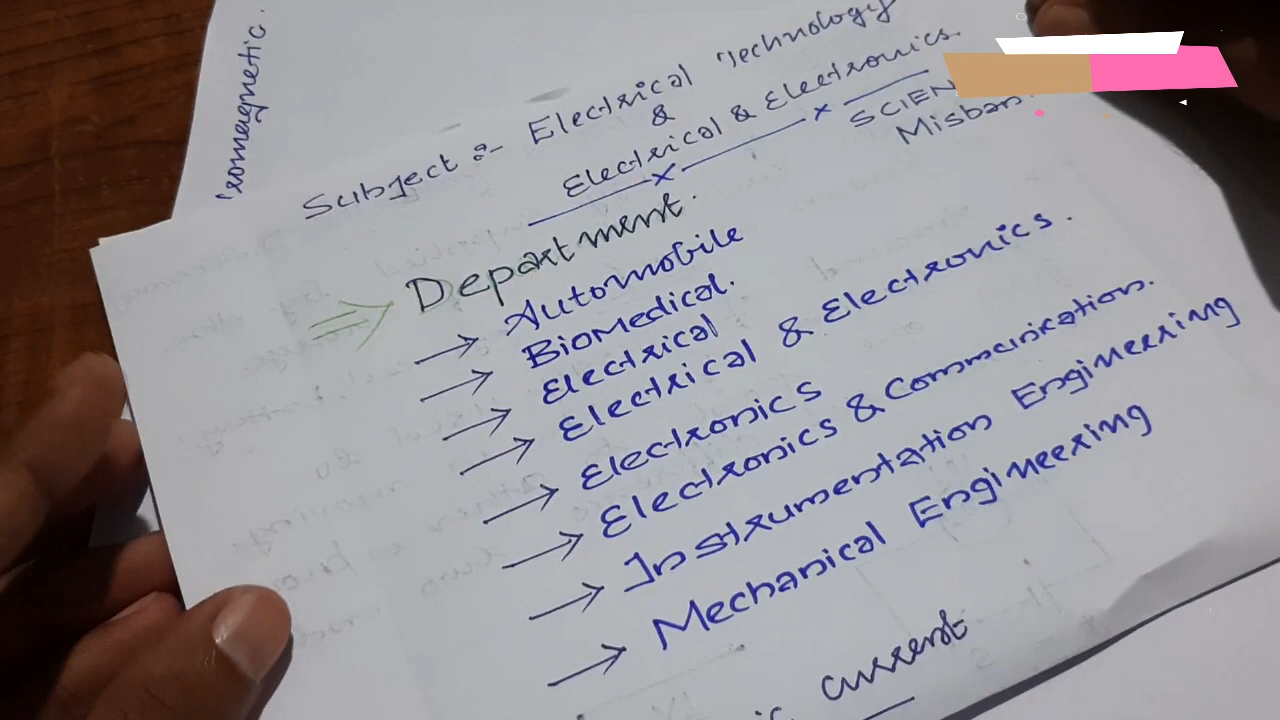 Subject :- Electrical Technology
&
Electrical & Electronics.
SCIEN
Misban
⇒ Department.
→ Automobile
→ BioMedical.
→ Electrical
→ Electrical & Electronics.
→ Electronics
→ Electronics & Communication.
→ Instrumentation Engineering
→ Mechanical Engineering
current